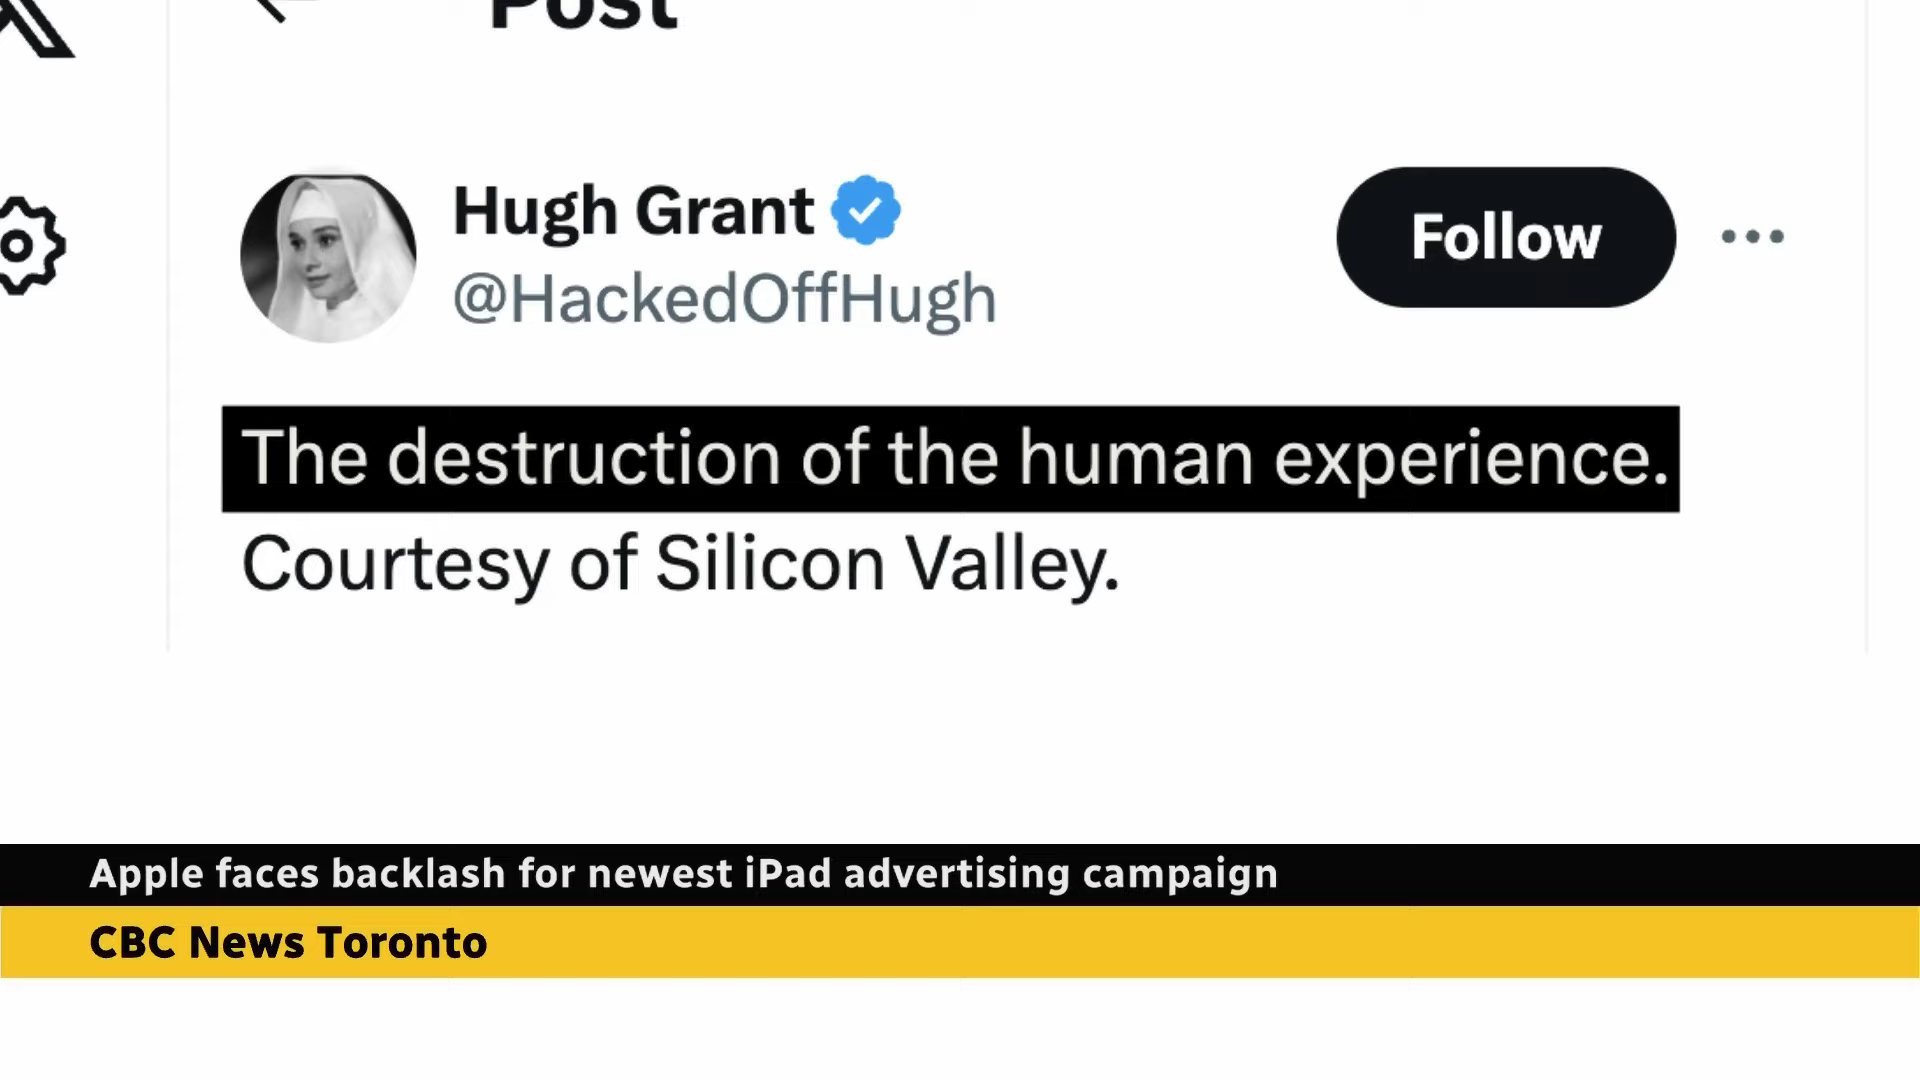 Post
Hugh Grant
@HackedOffHugh
Follow
The destruction of the human experience.
Courtesy of Silicon Valley.
Apple faces backlash for newest iPad advertising campaign
CBC News Toronto